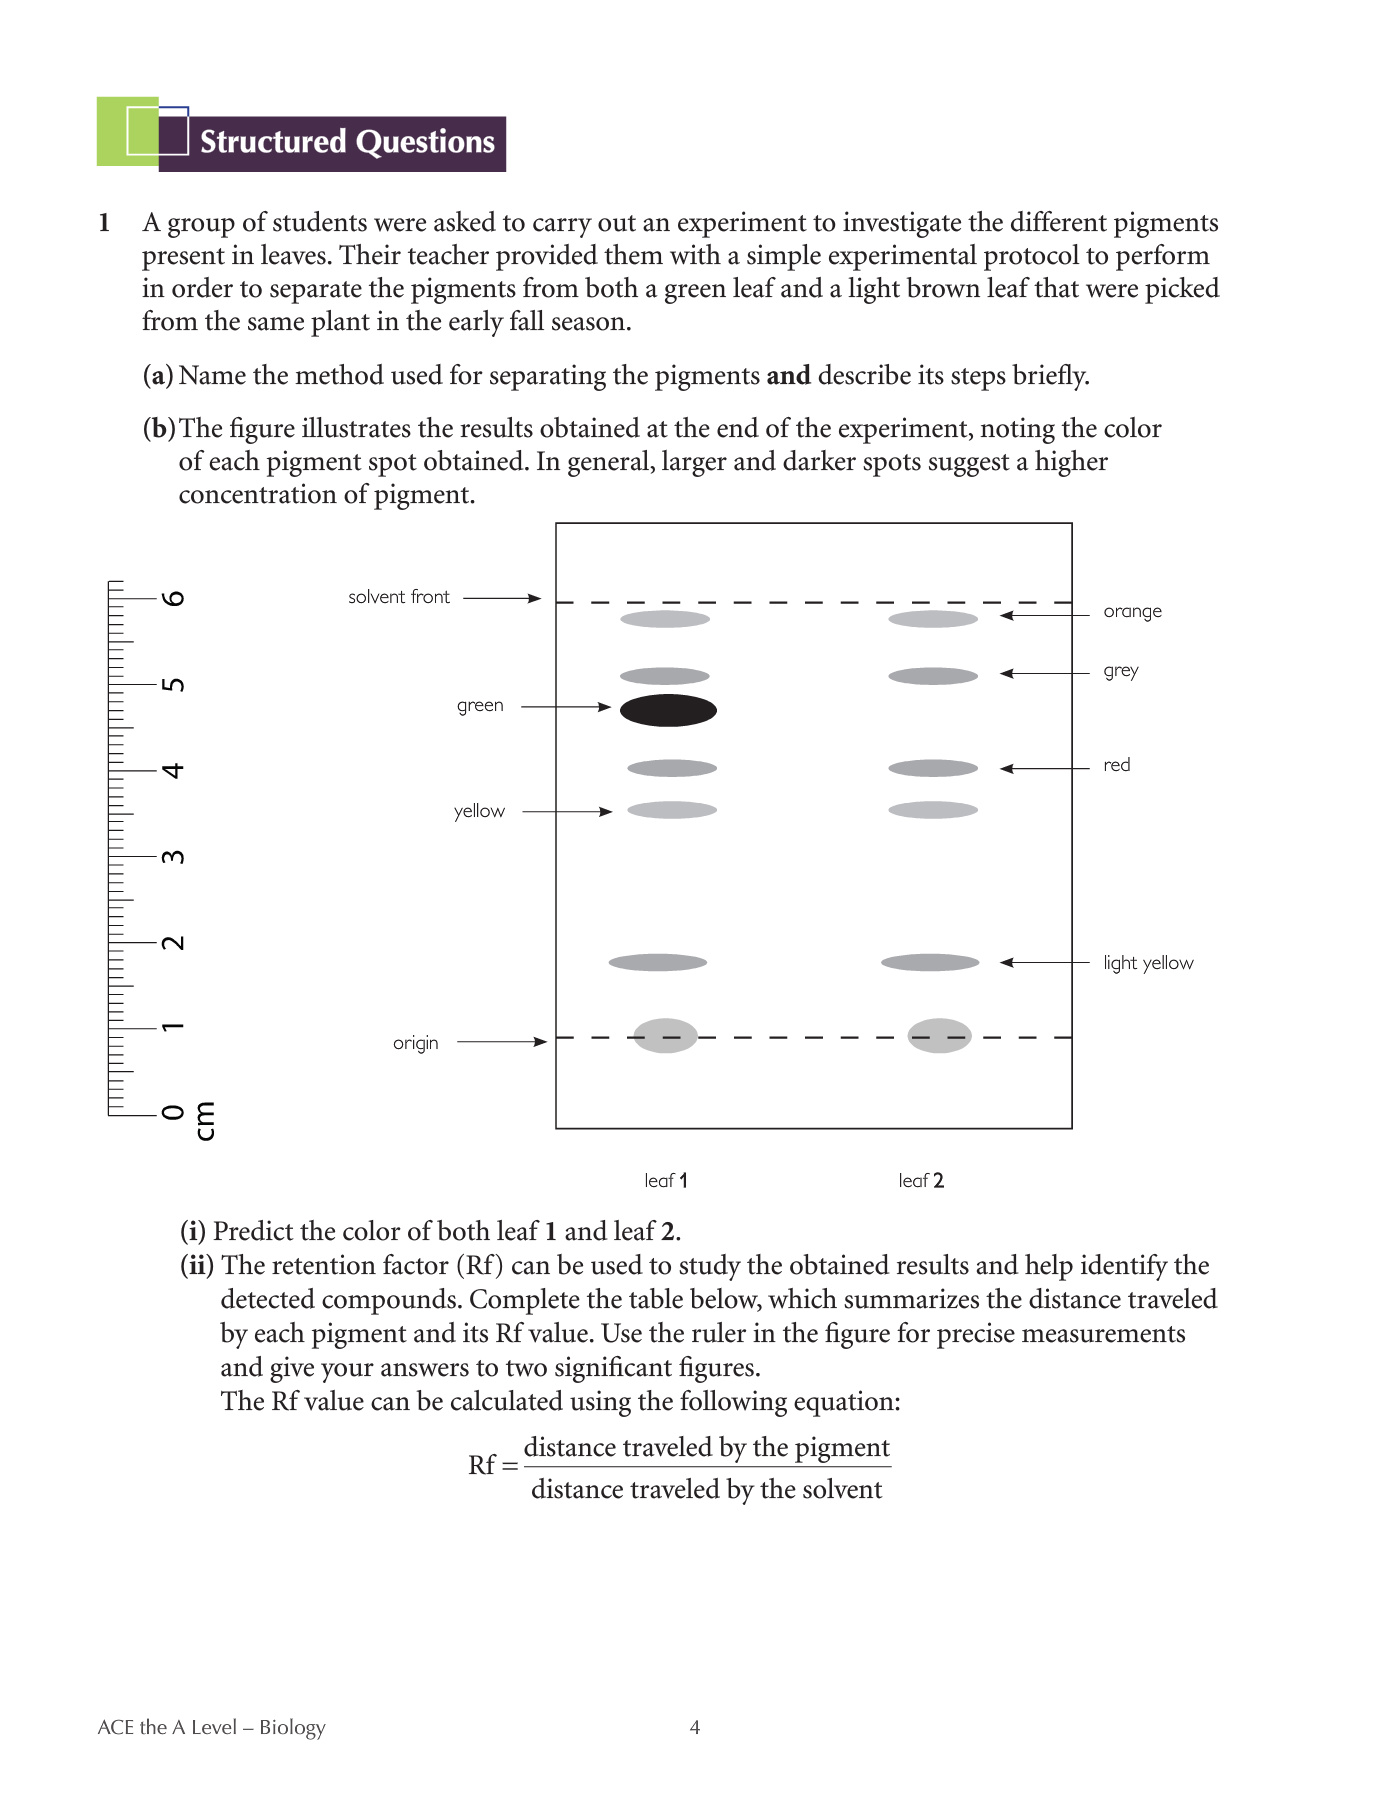 Structured Questions
1 A group of students were asked to carry out an experiment to investigate the different pigments
present in leaves. Their teacher provided them with a simple experimental protocol to perform
in order to separate the pigments from both a green leaf and a light brown leaf that were picked
from the same plant in the early fall season.
(a) Name the method used for separating the pigments and describe its steps briefly.
(b) The figure illustrates the results obtained at the end of the experiment, noting the color
of each pigment spot obtained. In general, larger and darker spots suggest a higher
concentration of pigment.
6
5
4
3
2
1
0
cm
solvent front
orange
grey
green
red
yellow
light yellow
origin
leaf 1
leaf 2
(i) Predict the color of both leaf 1 and leaf 2.
(ii) The retention factor (Rf) can be used to study the obtained results and help identify the
detected compounds. Complete the table below, which summarizes the distance traveled
by each pigment and its Rf value. Use the ruler in the figure for precise measurements
and give your answers to two significant figures.
The Rf value can be calculated using the following equation:
Rf = distance traveled by the pigment
distance traveled by the solvent
ACE the A Level – Biology
4